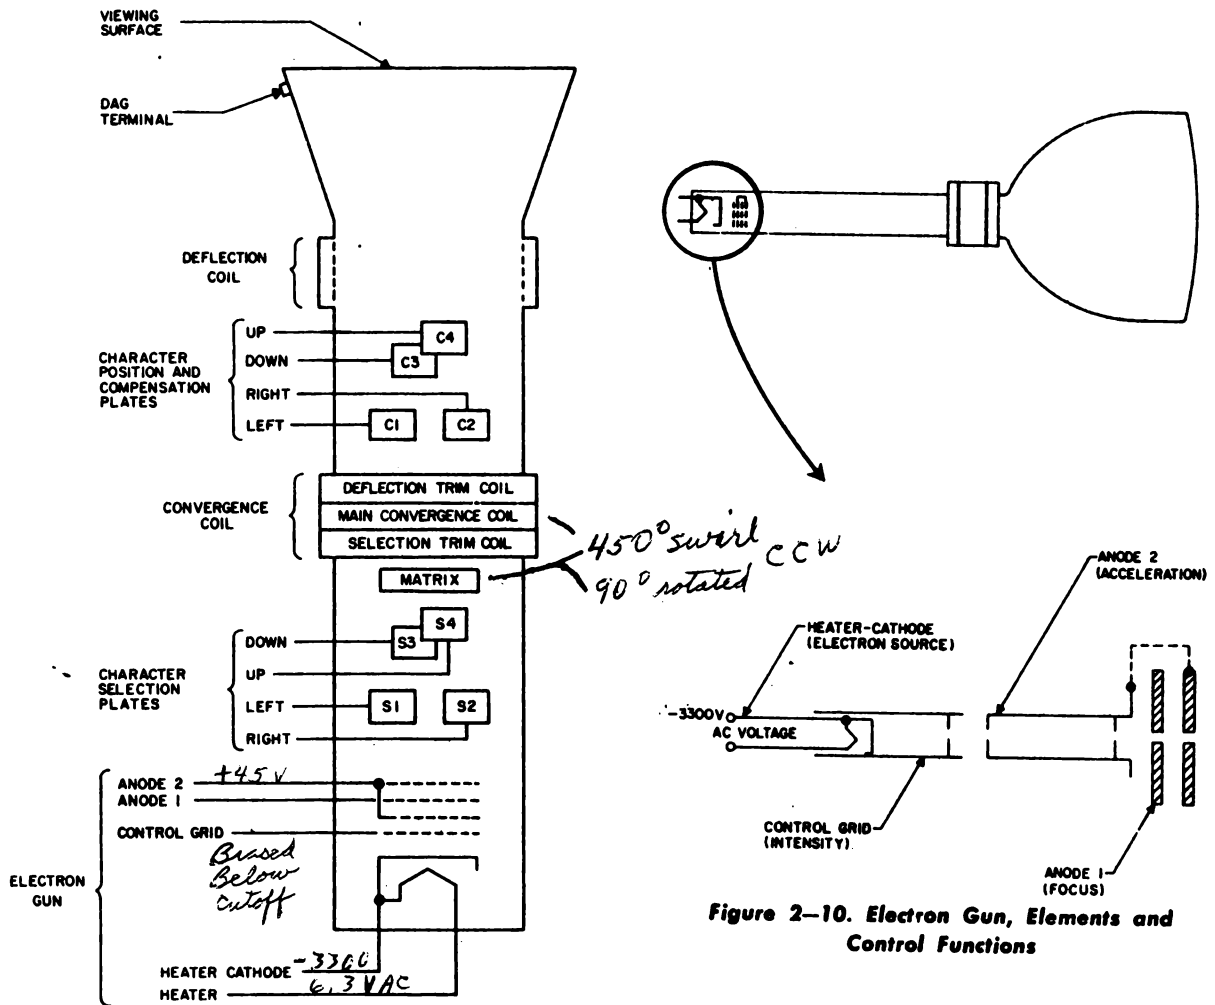 VIEWING
SURFACE
DAG
TERMINAL
DEFLECTION
COIL
CHARACTER
POSITION AND
COMPENSATION
PLATES
UP
DOWN
RIGHT
LEFT
C4
C3
C1
C2
CONVERGENCE
COIL
DEFLECTION TRIM COIL
MAIN CONVERGENCE COIL
SELECTION TRIM COIL
450° swirl CCW
90° rotated
MATRIX
CHARACTER
SELECTION
PLATES
DOWN
UP
LEFT
RIGHT
S4
S3
S1
S2
ELECTRON
GUN
ANODE 2 +45V
ANODE 1
CONTROL GRID
Biased
Below
Cutoff
HEATER CATHODE -3300
HEATER 6.3 VAC
ANODE 2
(ACCELERATION)
HEATER-CATHODE
(ELECTRON SOURCE)
-3300V
AC VOLTAGE
CONTROL GRID
(INTENSITY)
ANODE 1
(FOCUS)
Figure 2-10. Electron Gun, Elements and
Control Functions